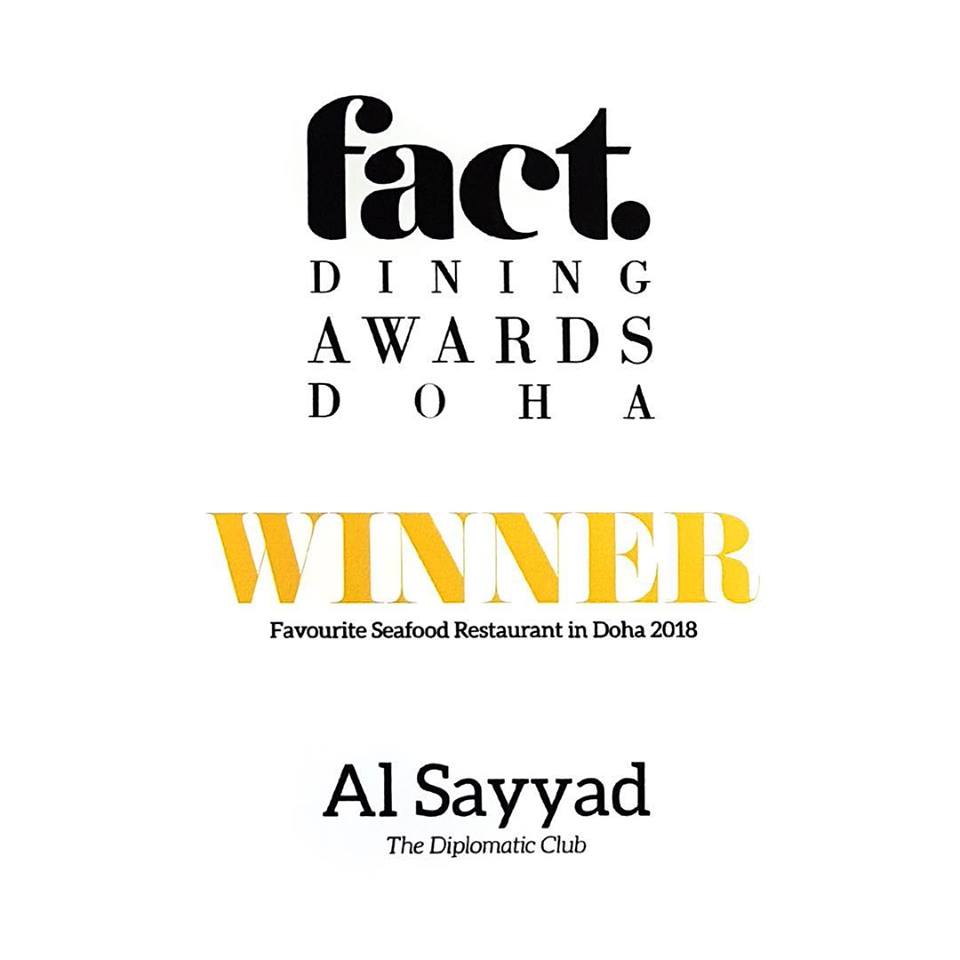 fact.
DINING
AWARDS
DOHA
WINNER
Favourite Seafood Restaurant in Doha 2018
Al Sayyad
The Diplomatic Club